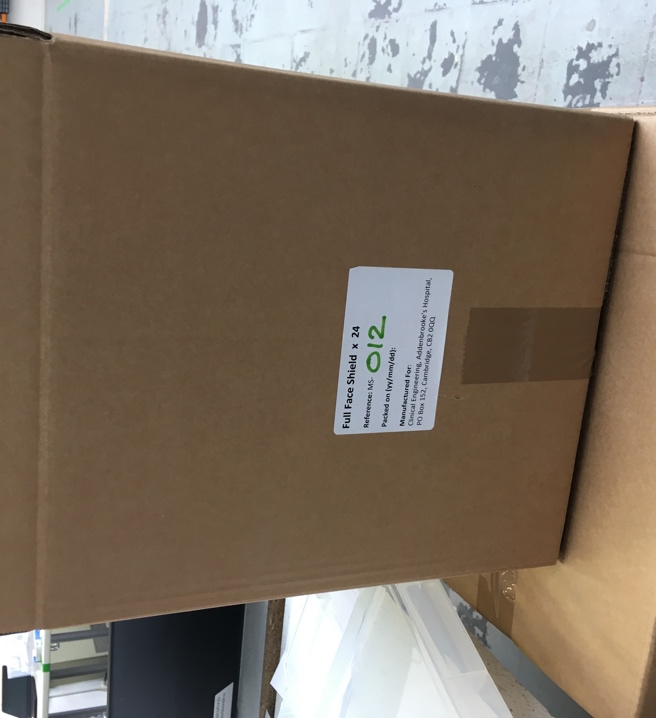 Full Face Shield x 24
Reference: MS- 012
Packed on (yy/mm/dd):
Manufactured For:
Clinical Engineering, Addenbrooke's Hospital,
PO Box 152, Cambridge, CB2 0QQ